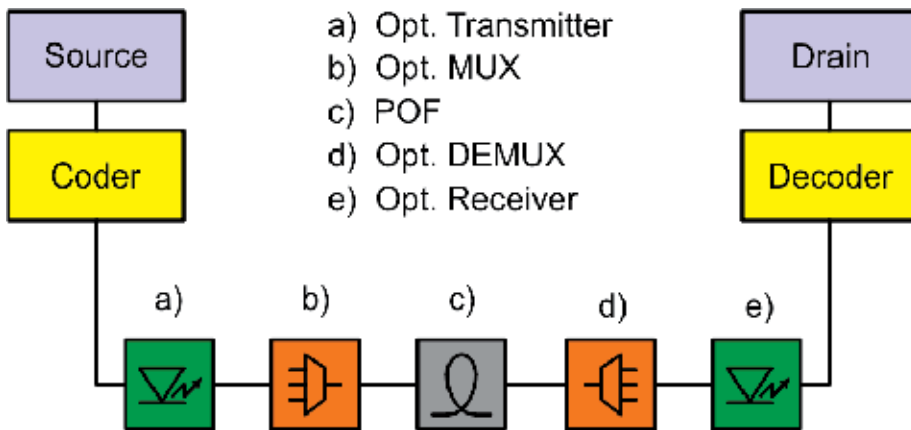 Source
Coder
a) Opt. Transmitter
b) Opt. MUX
c) POF
d) Opt. DEMUX
e) Opt. Receiver
Drain
Decoder
a)
b)
c)
d)
e)